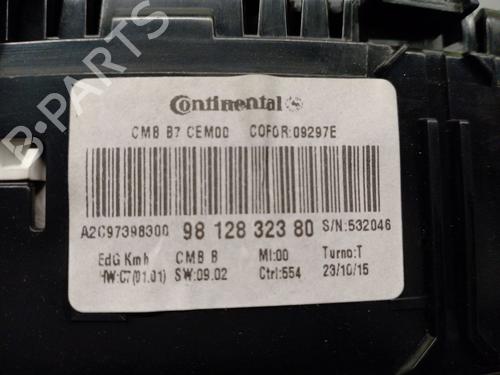 B-PARTS
Continental
CMB B7 CEM00 COFOR:09297E
A2C97398300 98 128 323 80 S/N:532046
EdG Kmh CMB B MI:00 Turno:T
HW:C7(01.01) SW:09.02 Ctrl:554 23/10/15